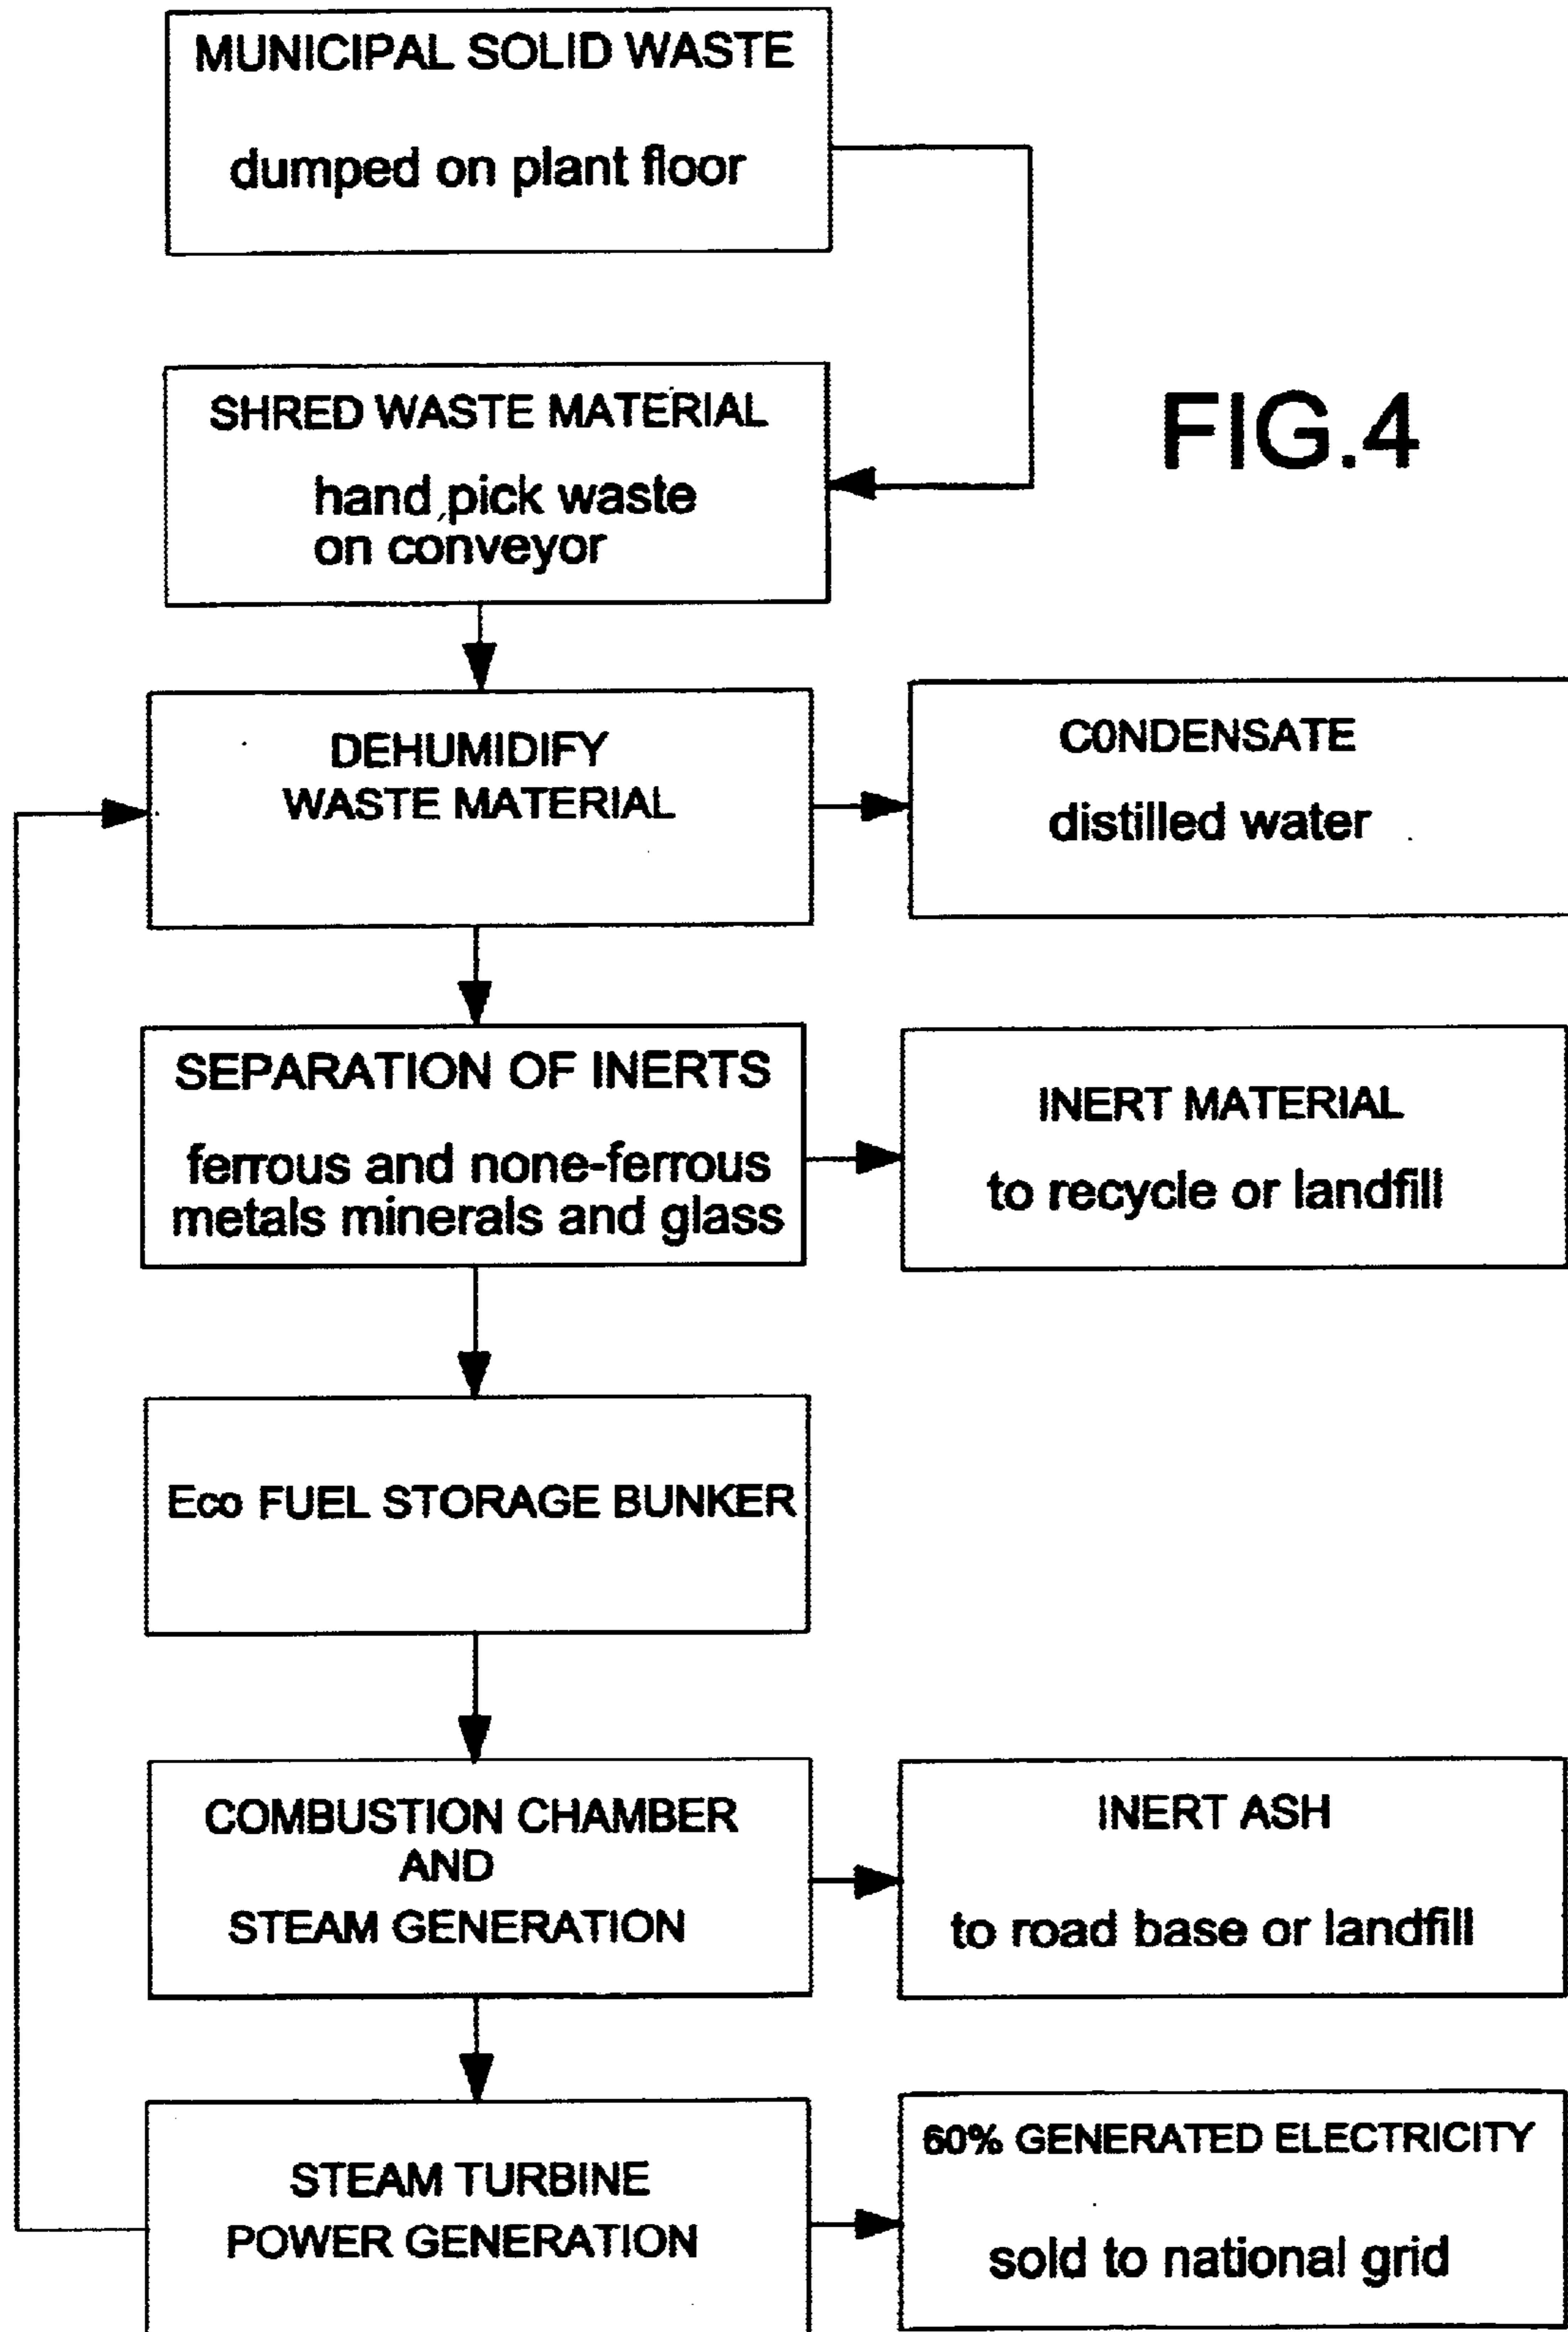 MUNICIPAL SOLID WASTE
dumped on plant floor
FIG.4
SHRED WASTE MATERIAL
hand pick waste
on conveyor
DEHUMIDIFY
WASTE MATERIAL
C0NDENSATE
distilled water
SEPARATION OF INERTS
ferrous and none-ferrous
metals minerals and glass
INERT MATERIAL
to recycle or landfill
Eco FUEL STORAGE BUNKER
COMBUSTION CHAMBER
AND
STEAM GENERATION
INERT ASH
to road base or landfill
STEAM TURBINE
POWER GENERATION
60% GENERATED ELECTRICITY
sold to national grid